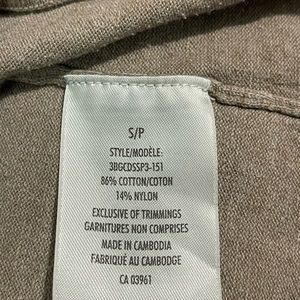 S/P
STYLE/MODÈLE:
3BGCDSSP3-151
86% COTTON/COTON
14% NYLON
EXCLUSIVE OF TRIMMINGS
GARNITURES NON COMPRISES
MADE IN CAMBODIA
FABRIQUÉ AU CAMBODGE
CA 03961